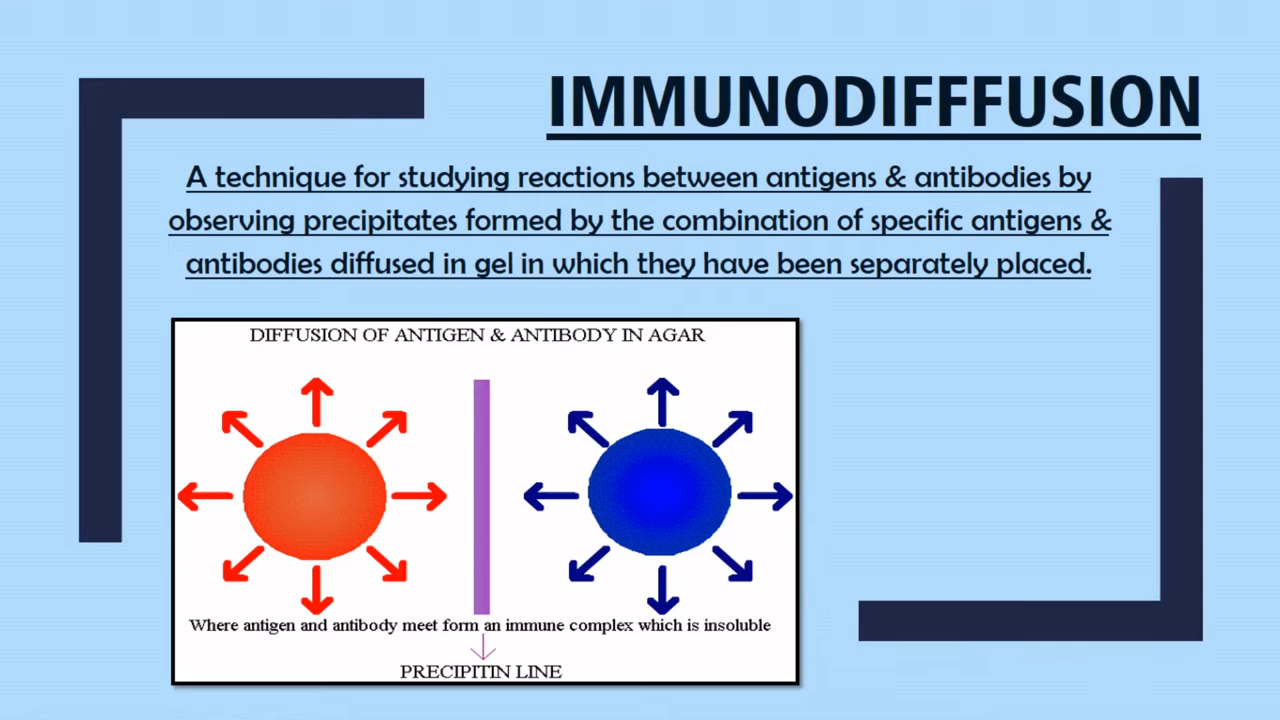 IMMUNODIFFFUSION
A technique for studying reactions between antigens & antibodies by
observing precipitates formed by the combination of specific antigens &
antibodies diffused in gel in which they have been separately placed.
DIFFUSION OF ANTIGEN & ANTIBODY IN AGAR
Where antigen and antibody meet form an immune complex which is insoluble
PRECIPITIN LINE